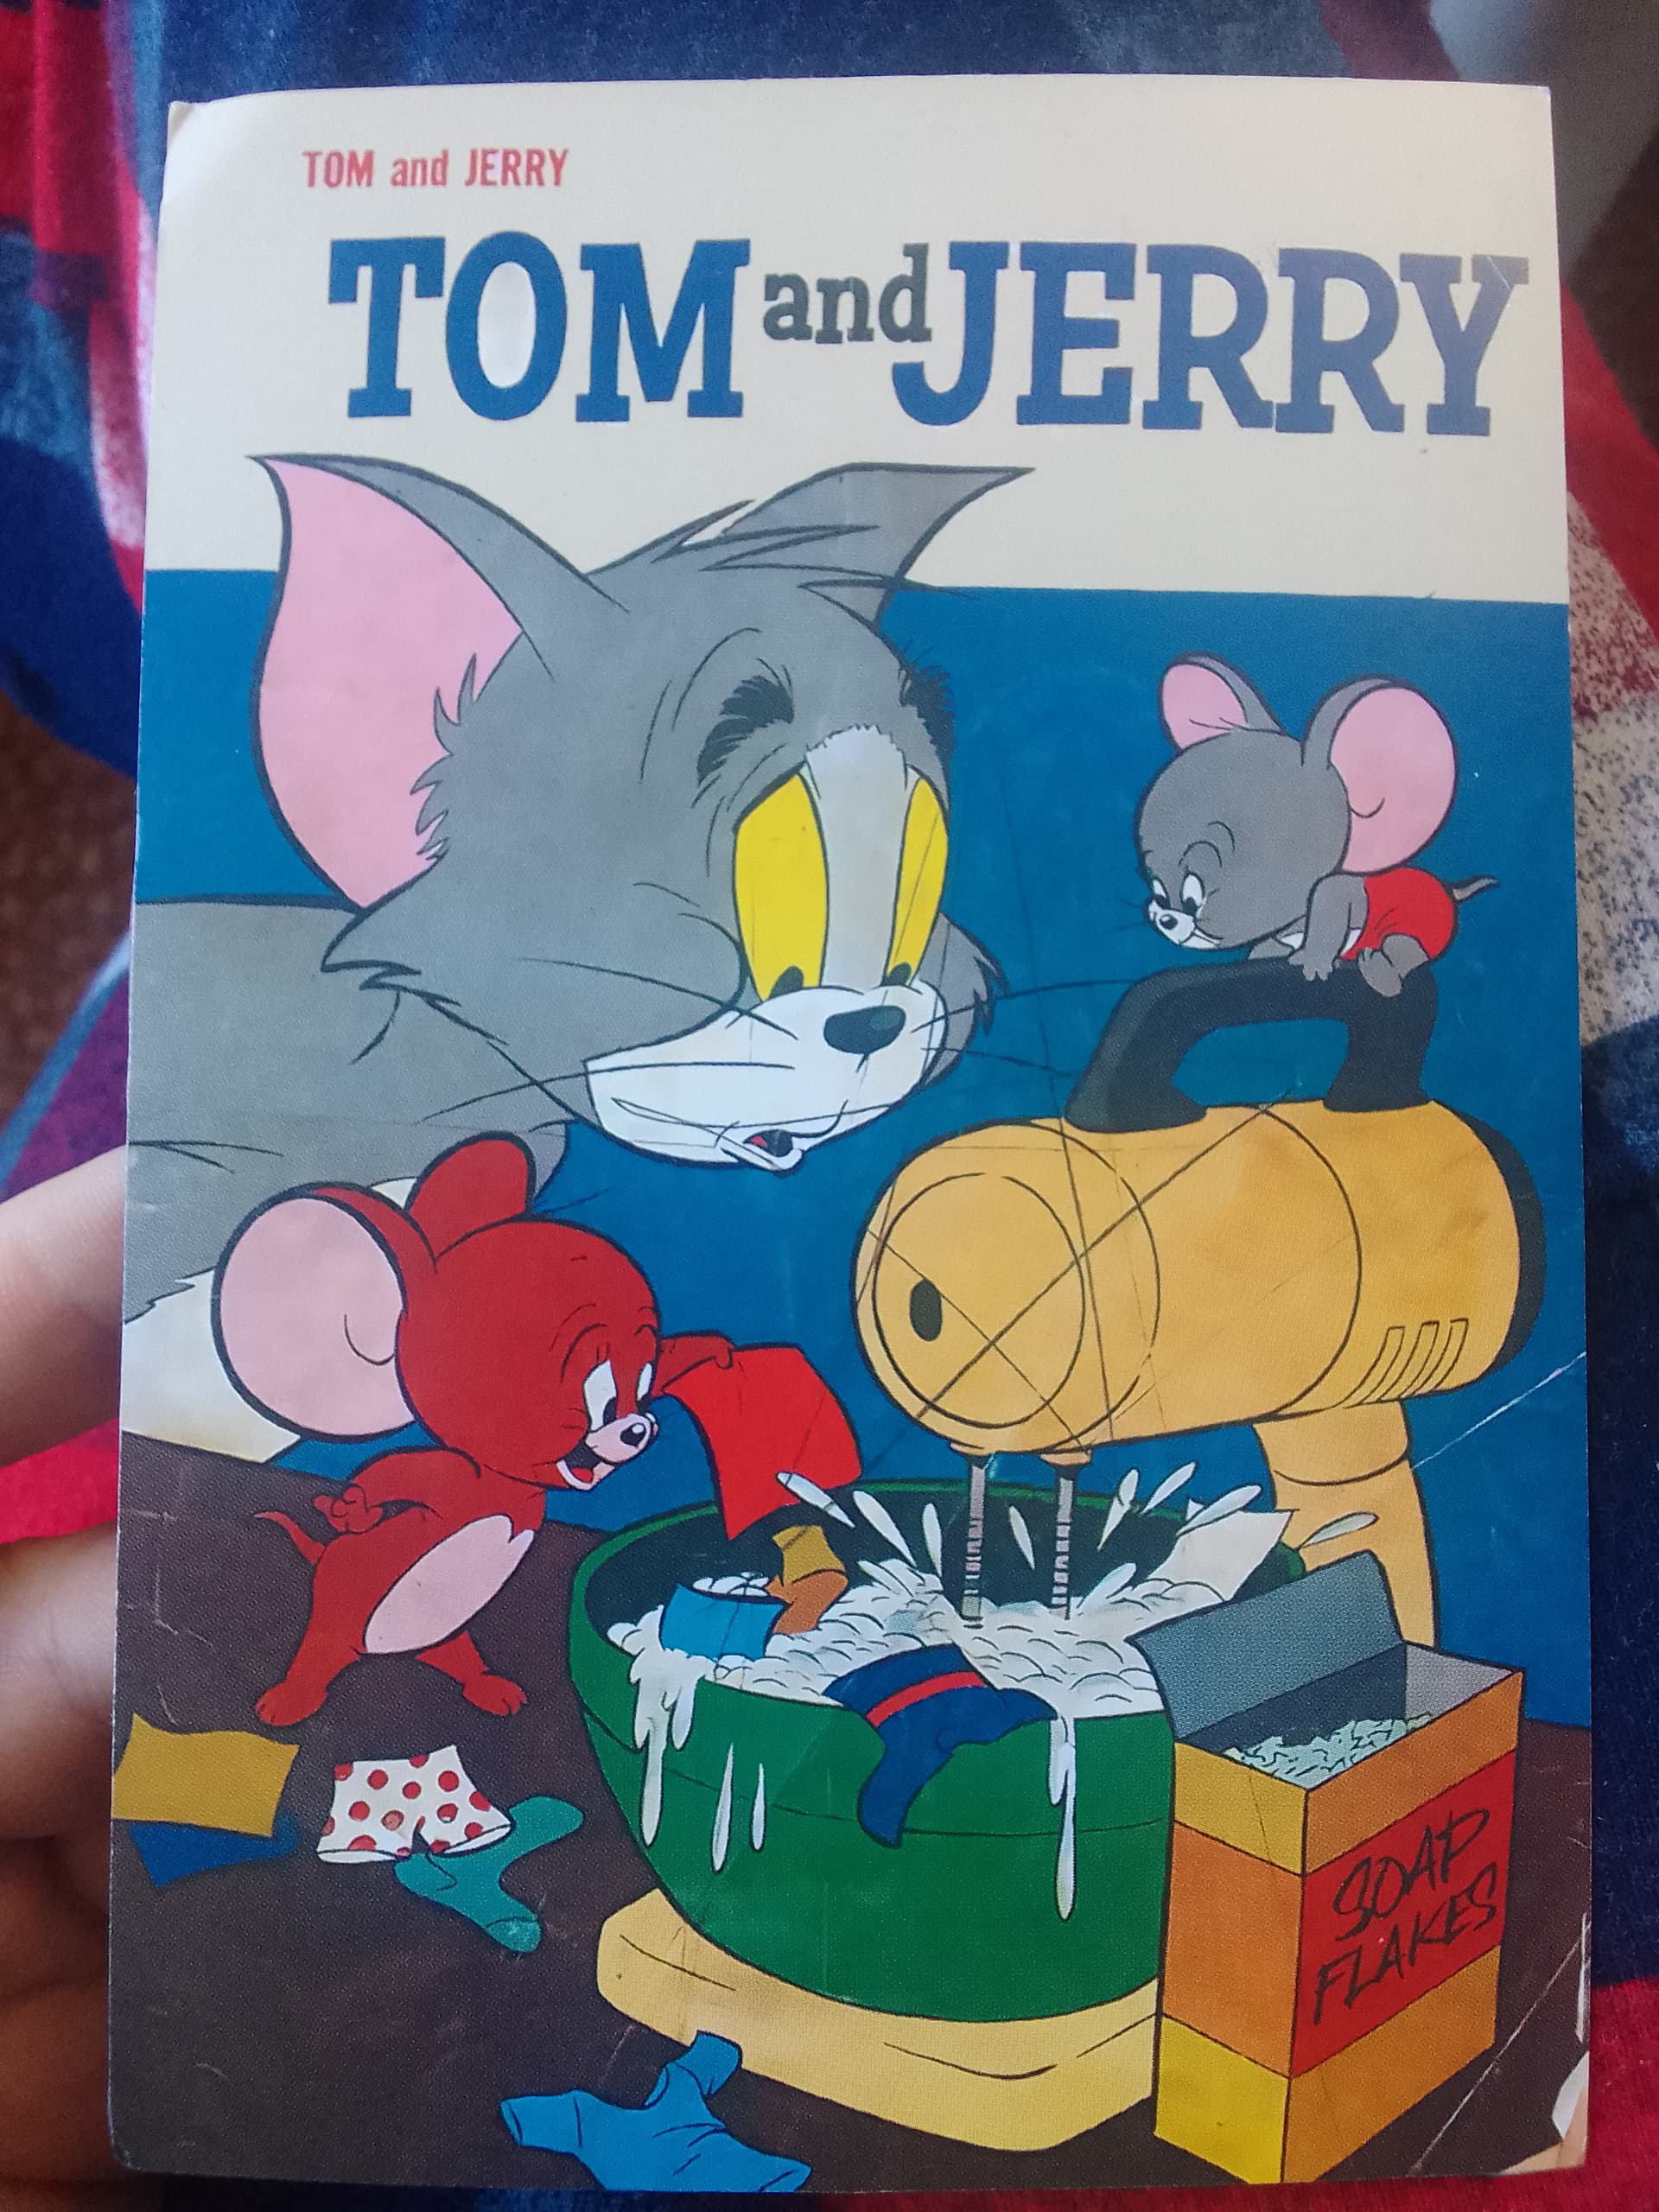 TOM and JERRY
TOM and JERRY
SOAP
FLAKES